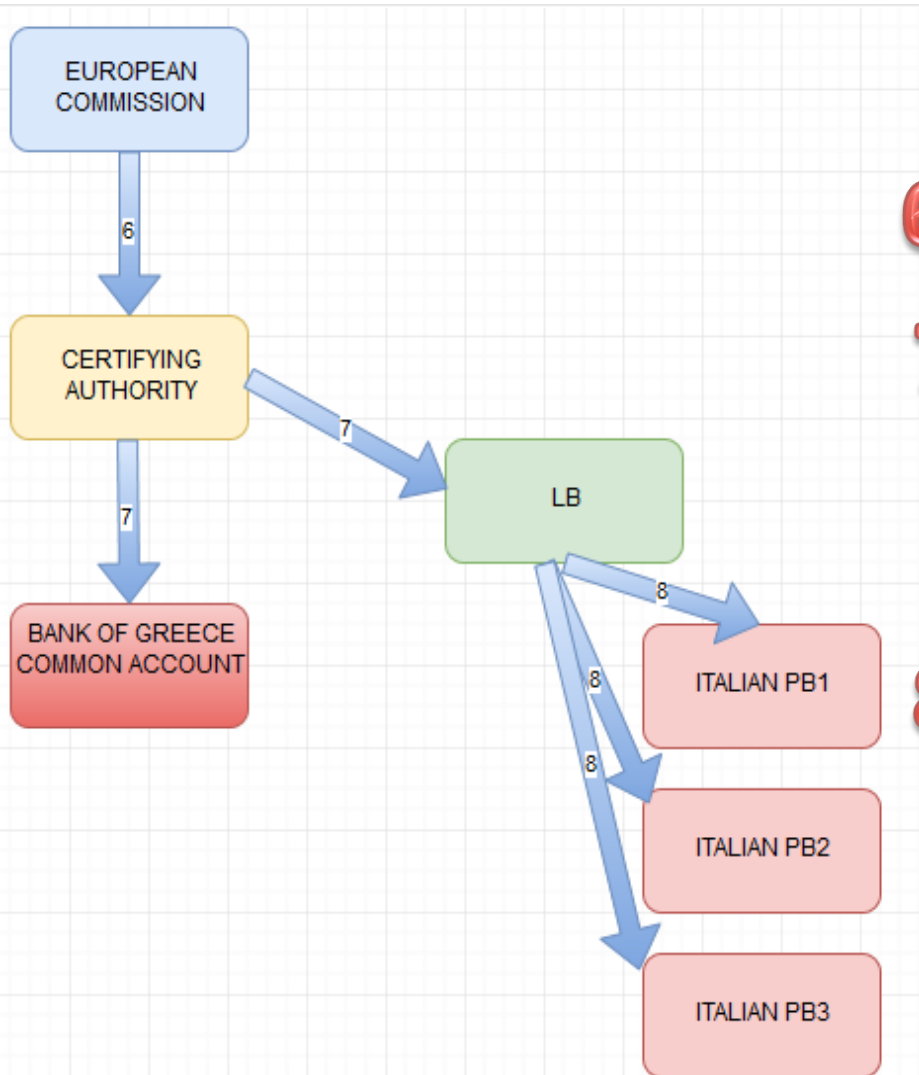 EUROPEAN
COMMISSION
6
CERTIFYING
AUTHORITY
7
7
LB
BANK OF GREECE
COMMON ACCOUNT
8
8
8
ITALIAN PB1
ITALIAN PB2
ITALIAN PB3